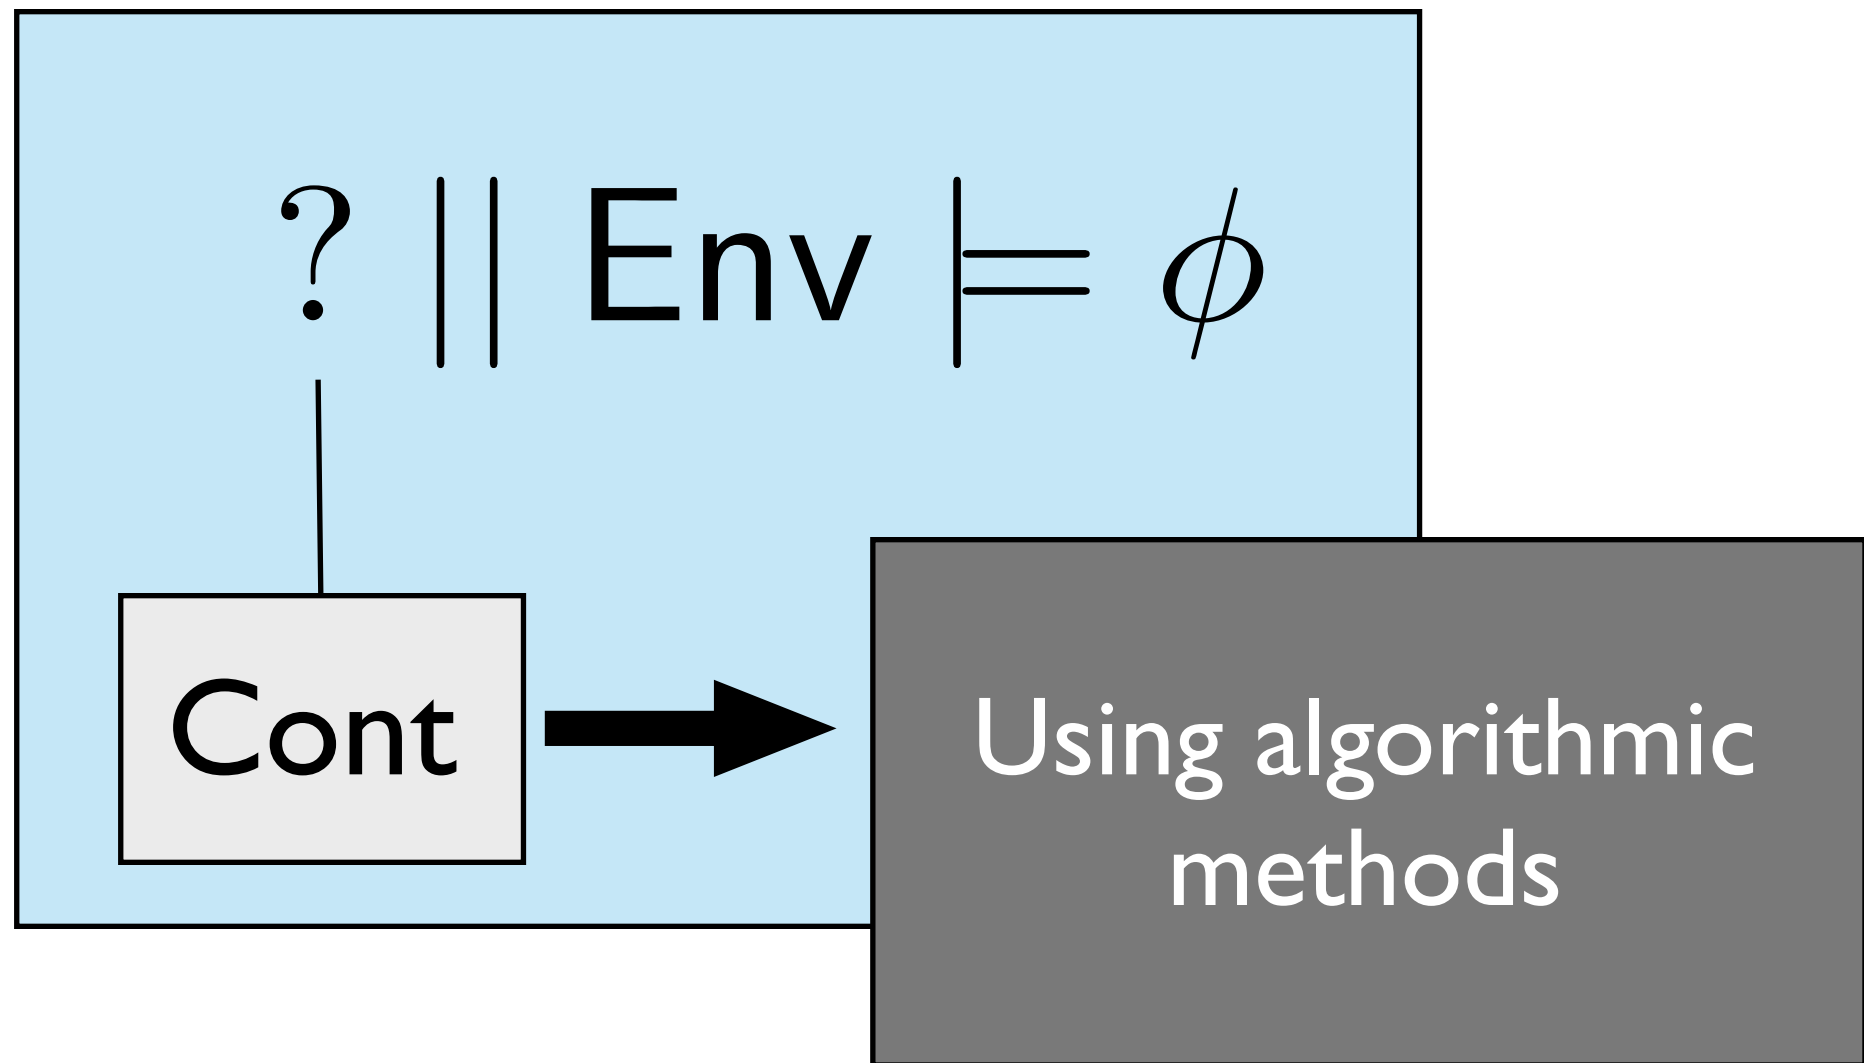 ? || Env ⊨ ϕ
Cont
Using algorithmic
methods